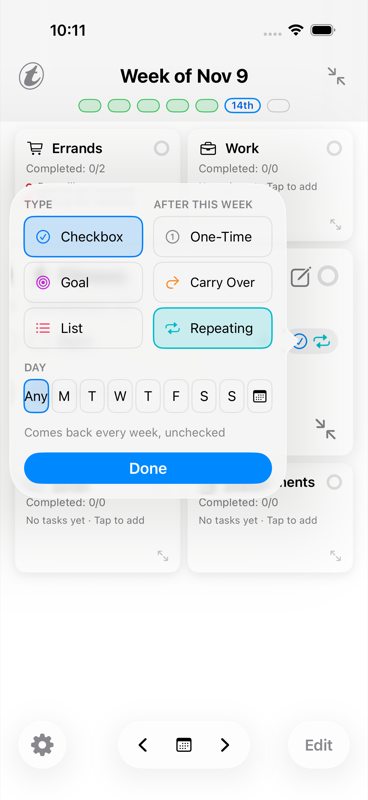 10:11
Week of Nov 9
14th
Errands
Work
Completed: 0/2
Completed: 0/0
Tap to add
TYPE
AFTER THIS WEEK
Checkbox
1 One-Time
Goal
Carry Over
List
Repeating
DAY
Any M T W T F S S
Comes back every week, unchecked
Done
Completed: 0/0
Completed: 0/0
No tasks yet · Tap to add
No tasks yet · Tap to add
Edit